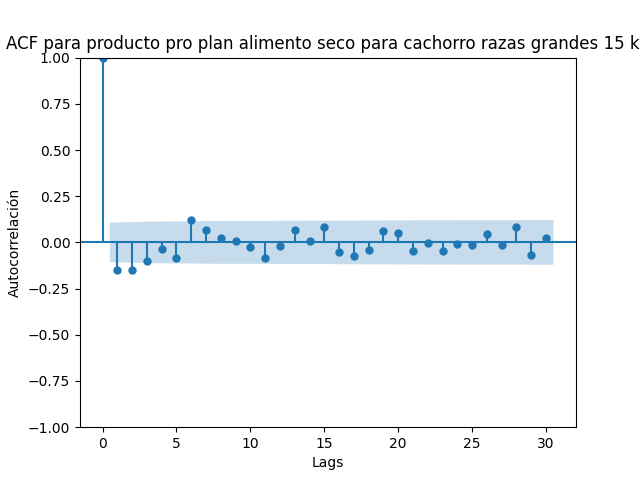 ACF para producto pro plan alimento seco para cachorro razas grandes 15 k
1.00
0.75
0.50
0.25
0.00
−0.25
−0.50
−0.75
−1.00
Autocorrelación
0 5 10 15 20 25 30
Lags